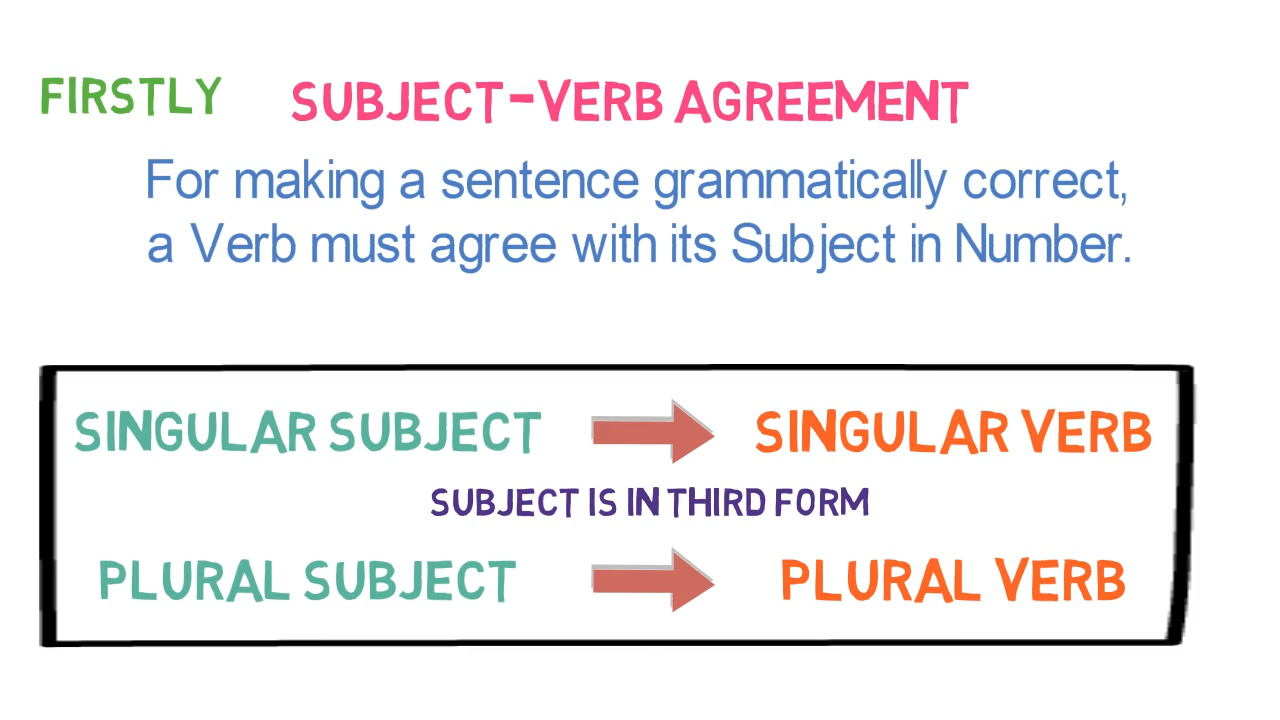 FIRSTLY SUBJECT-VERB AGREEMENT
For making a sentence grammatically correct,
a Verb must agree with its Subject in Number.
SINGULAR SUBJECT SINGULAR VERB
SUBJECT IS IN THIRD FORM
PLURAL SUBJECT PLURAL VERB